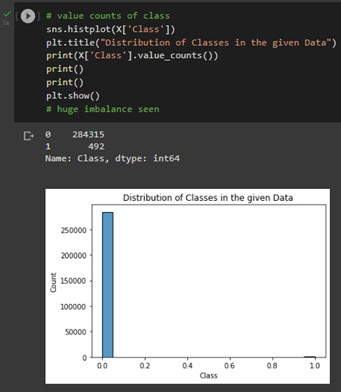 # value counts of class
sns.histplot(X['Class'])
plt.title("Distribution of Classes in the given Data")
print(X['Class'].value_counts())
print()
print()
plt.show()
# huge imbalance seen
0 284315
1 492
Name: Class, dtype: int64
Distribution of Classes in the given Data
250000
200000
150000
100000
50000
0
Count
0.0 0.2 0.4 0.6 0.8 1.0
Class